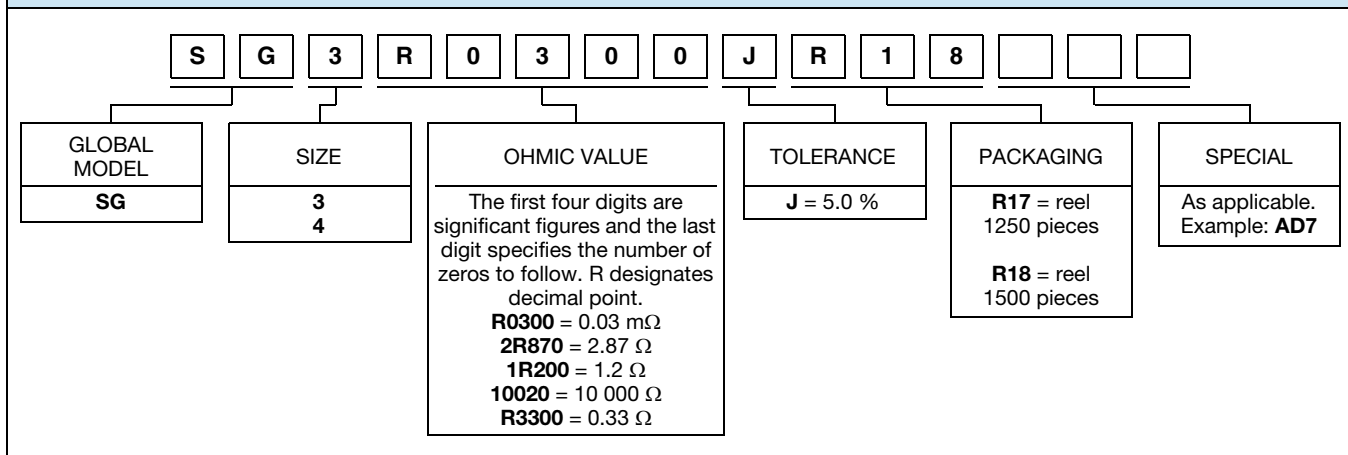 S G 3 R 0 3 0 0 J R 1 8
GLOBAL
MODEL
SG
SIZE
3
4
OHMIC VALUE
The first four digits are
significant figures and the last
digit specifies the number of
zeros to follow. R designates
decimal point.
R0300 = 0.03 mΩ
2R870 = 2.87 Ω
1R200 = 1.2 Ω
10020 = 10 000 Ω
R3300 = 0.33 Ω
TOLERANCE
J = 5.0 %
PACKAGING
R17 = reel
1250 pieces
R18 = reel
1500 pieces
SPECIAL
As applicable.
Example: AD7